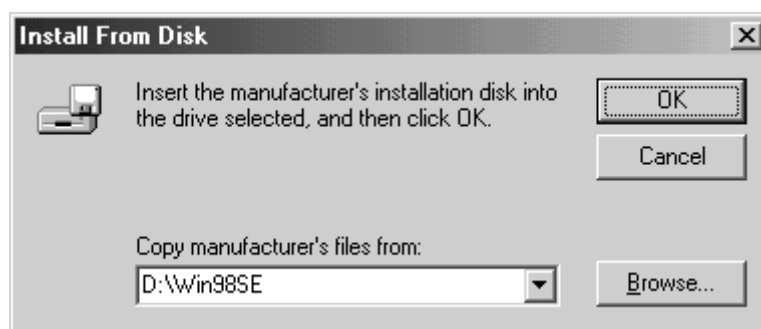 Install From Disk
Insert the manufacturer's installation disk into
the drive selected, and then click OK.
OK
Cancel
Copy manufacturer's files from:
D:\Win98SE
Browse...